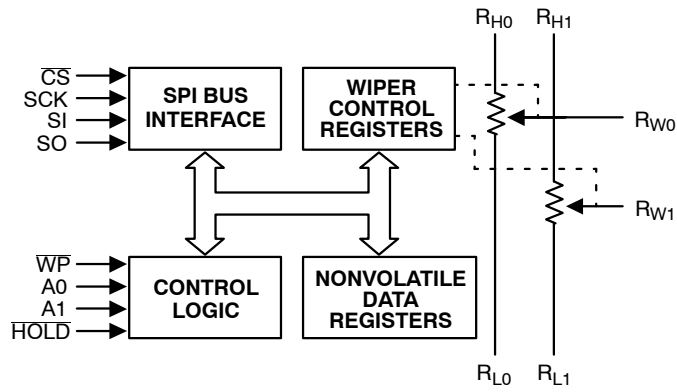 RH0 RH1
CS
SCK
SI
SO
SPI BUS
INTERFACE
WIPER
CONTROL
REGISTERS
RW0
RW1
WP
A0
A1
HOLD
CONTROL
LOGIC
NONVOLATILE
DATA
REGISTERS
RL0 RL1